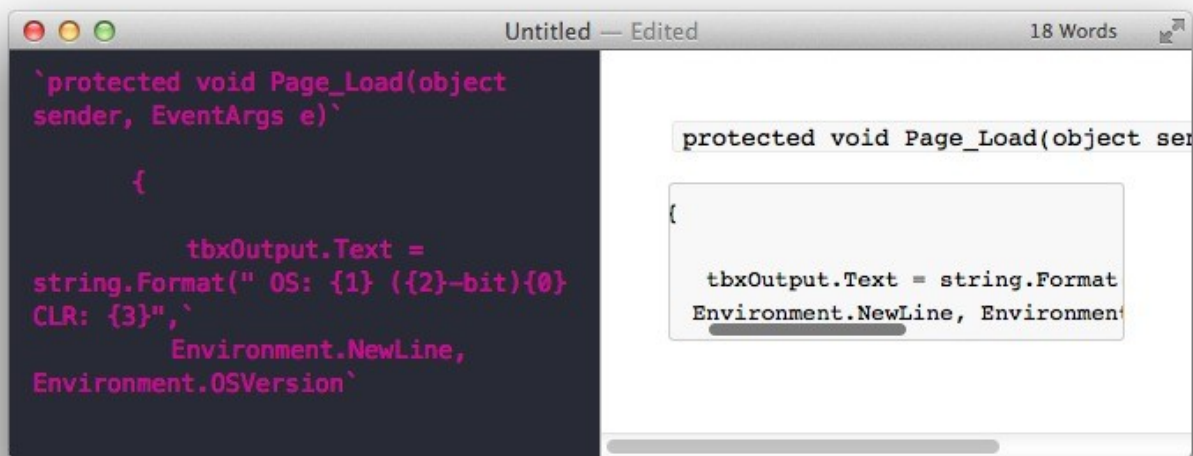 Untitled — Edited
18 Words
`protected void Page_Load(object
sender, EventArgs e)`
{
tbxOutput.Text =
string.Format(" OS: {1} ({2}-bit){0}
CLR: {3}",`
Environment.NewLine,
Environment.OSVersion`
protected void Page_Load(object ser
{
tbxOutput.Text = string.Format
Environment.NewLine, Environment